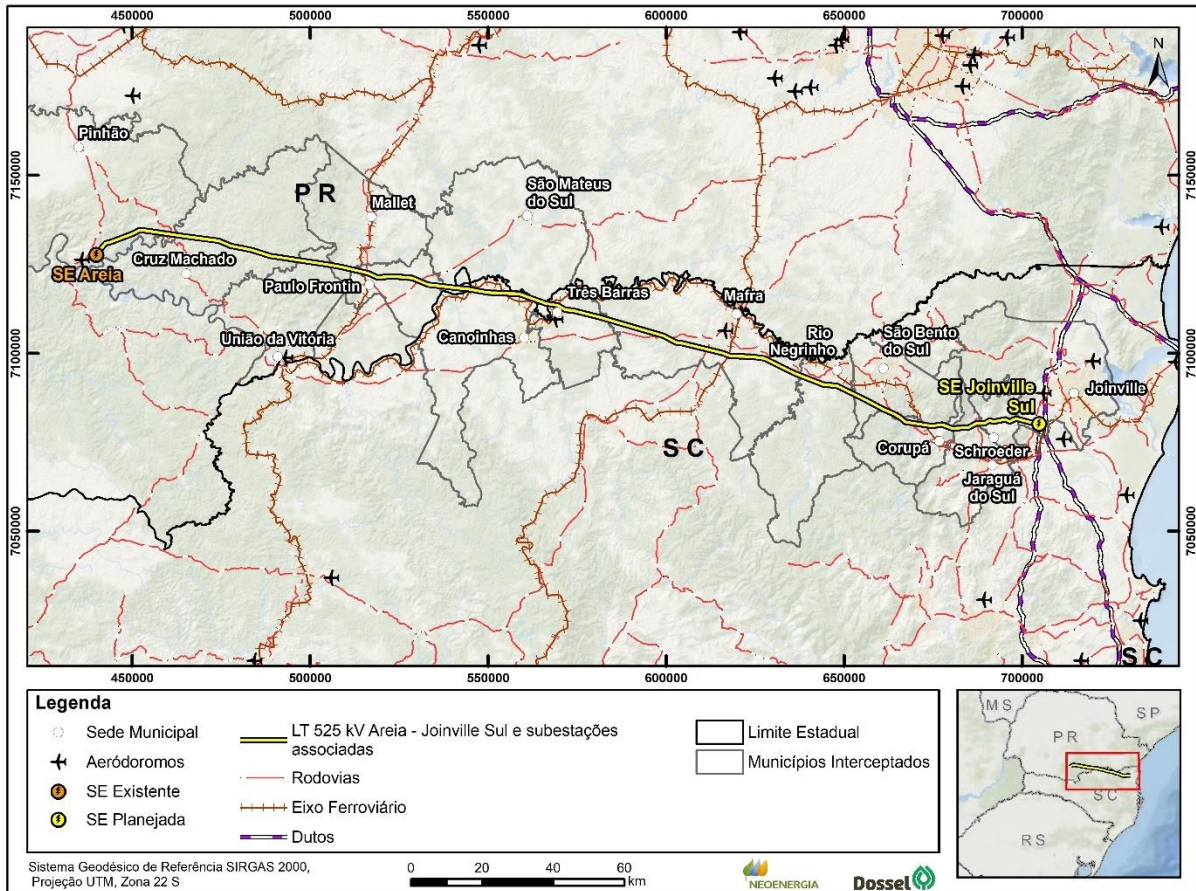 450000
500000
550000
600000
650000
700000
N
7150000
7150000
7100000
7100000
7050000
7050000
Pinhão
P R
Mallet
São Mateus
do Sul
SE Areia
Cruz Machado
Paulo Frontin
Três Barras
Mafra
União da Vitória
Canoinhas
Rio
Negrinho
São Bento
do Sul
SE Joinville
Sul
Joinville
S C
Corupá
Schroeder
Jaraguá
do Sul
S C
450000
500000
550000
600000
650000
700000
Legenda
Sede Municipal
Aeródoromos
SE Existente
SE Planejada
LT 525 kV Areia - Joinville Sul e subestações
associadas
Rodovias
Eixo Ferroviário
Dutos
Limite Estadual
Municípios Interceptados
MS
SP
PR
SC
RS
Sistema Geodésico de Referência SIRGAS 2000,
Projeção UTM, Zona 22 S
0 20 40 60
km
NEOENERGIA
Dossel